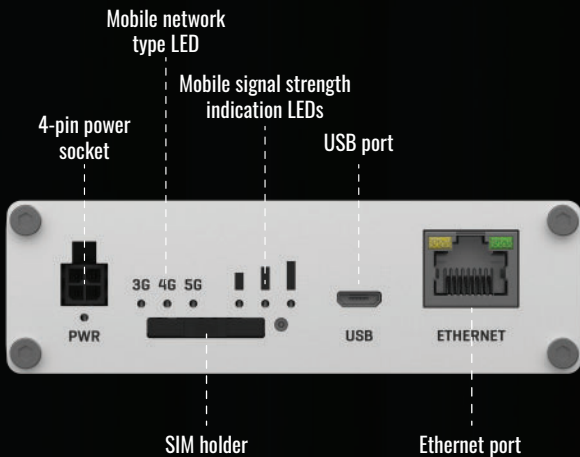 Mobile network
type LED
Mobile signal strength
indication LEDs
4-pin power
socket
USB port
3G 4G 5G
PWR
USB
ETHERNET
SIM holder
Ethernet port